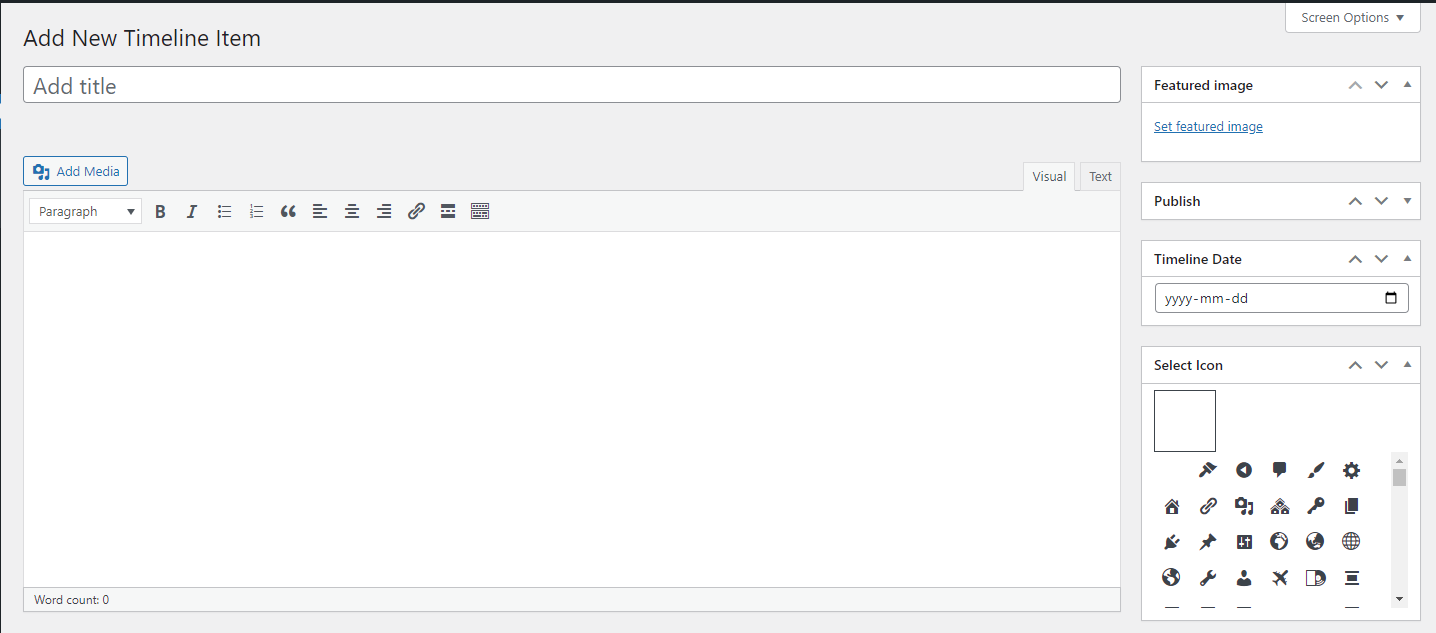 Screen Options
Add New Timeline Item
Add title
Featured image
Set featured image
Add Media
Visual
Text
Paragraph
B
I
Publish
Timeline Date
yyyy-mm-dd
Select Icon
Word count: 0